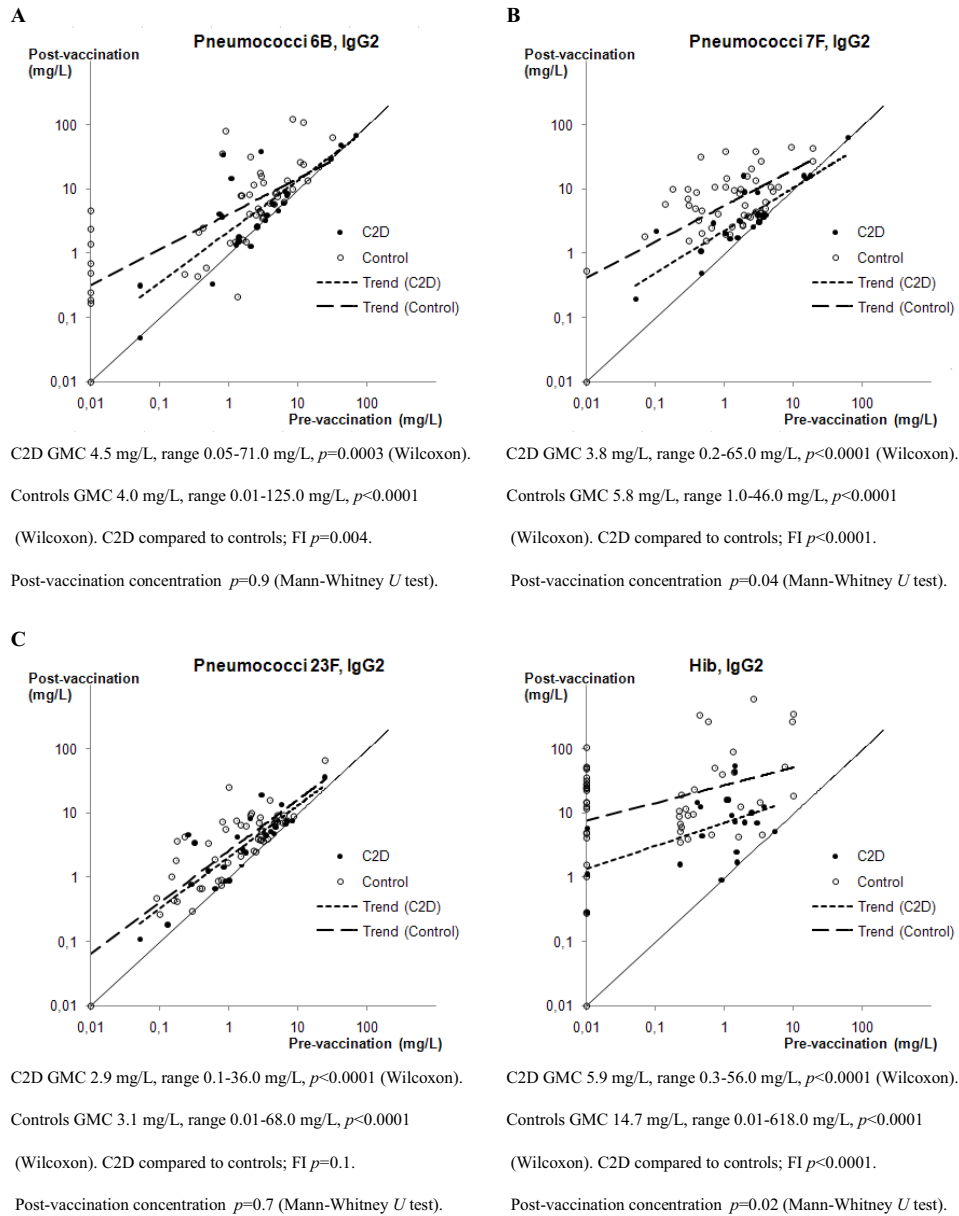 A
Pneumococci 6B, IgG2
Post-vaccination
(mg/L)
100
10
1
0,1
0,01
0,01 0,1 1 10 100
Pre-vaccination (mg/L)
C2D
Control
Trend (C2D)
Trend (Control)
C2D GMC 4.5 mg/L, range 0.05-71.0 mg/L, p=0.0003 (Wilcoxon).
Controls GMC 4.0 mg/L, range 0.01-125.0 mg/L, p<0.0001
(Wilcoxon). C2D compared to controls; FI p=0.004.
Post-vaccination concentration p=0.9 (Mann-Whitney U test).
B
Pneumococci 7F, IgG2
Post-vaccination
(mg/L)
100
10
1
0,1
0,01
0,01 0,1 1 10 100
Pre-vaccination (mg/L)
C2D
Control
Trend (C2D)
Trend (Control)
C2D GMC 3.8 mg/L, range 0.2-65.0 mg/L, p<0.0001 (Wilcoxon).
Controls GMC 5.8 mg/L, range 1.0-46.0 mg/L, p<0.0001
(Wilcoxon). C2D compared to controls; FI p<0.0001.
Post-vaccination concentration p=0.04 (Mann-Whitney U test).
C
Pneumococci 23F, IgG2
Post-vaccination
(mg/L)
100
10
1
0,1
0,01
0,01 0,1 1 10 100
Pre-vaccination (mg/L)
C2D
Control
Trend (C2D)
Trend (Control)
C2D GMC 2.9 mg/L, range 0.1-36.0 mg/L, p<0.0001 (Wilcoxon).
Controls GMC 3.1 mg/L, range 0.01-68.0 mg/L, p<0.0001
(Wilcoxon). C2D compared to controls; FI p=0.1.
Post-vaccination concentration p=0.7 (Mann-Whitney U test).
Hib, IgG2
Post-vaccination
(mg/L)
100
10
1
0,1
0,01
0,01 0,1 1 10 100
Pre-vaccination (mg/L)
C2D
Control
Trend (C2D)
Trend (Control)
C2D GMC 5.9 mg/L, range 0.3-56.0 mg/L, p<0.0001 (Wilcoxon).
Controls GMC 14.7 mg/L, range 0.01-618.0 mg/L, p<0.0001
(Wilcoxon). C2D compared to controls; FI p<0.0001.
Post-vaccination concentration p=0.02 (Mann-Whitney U test).